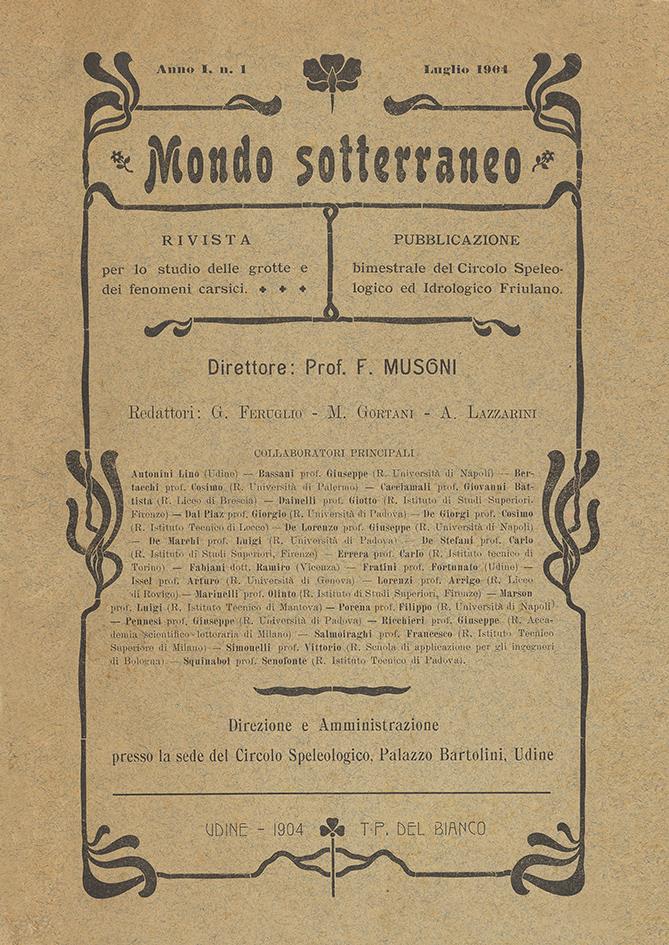 Anno I. n. 1
Luglio 1904
Mondo sotterraneo
RIVISTA
per lo studio delle grotte e
dei fenomeni carsici.
PUBBLICAZIONE
bimestrale del Circolo Speleo-
logico ed Idrologico Friulano.
Direttore: Prof. F. MUSONI
Redattori: G. FERUGLIO - M. GORTANI - A. LAZZARINI
COLLABORATORI PRINCIPALI
Antonini Lino (Udine) — Bassani prof. Giuseppe (R. Università di Napoli) — Ber-
tacchi prof. Cosimo (R. Università di Palermo) — Cacciamali prof. Giovanni Bat-
tista (R. Liceo di Brescia) — Dainelli prof. Giotto (R. Istituto di Studi Superiori.
Firenze) — Dal Piaz prof. Giorgio (R. Università di Padova) — De Giorgi prof. Cosimo
(R. Istituto Tecnico di Lecce) — De Lorenzo prof. Giuseppe (R. Università di Napoli)
— De Marchi prof. Luigi (R. Università di Padova) — De Stefani prof. Carlo
(R. Istituto di Studi Superiori, Firenze) — Errera prof. Carlo (R. Istituto tecnico di
Torino) — Fabiani dott. Ramiro (Vicenza) — Fratini prof. Fortunato (Udine) —
Issel prof. Arturo (R. Università di Genova) — Lorenzi prof. Arrigo (R. Liceo
di Rovigo) — Marinelli prof. Olinto (R. Istituto di Studi Superiori, Firenze) — Marson
prof. Luigi (R. Istituto Tecnico di Mantova) — Porena prof. Filippo (R. Università di Napoli)
— Pennesi prof. Giuseppe (R. Università di Padova) — Ricchieri prof. Giuseppe (R. Acca-
demia scientifico-letteraria di Milano) — Salmoiraghi prof. Francesco (R. Istituto Tecnico
Superiore di Milano) — Simonelli prof. Vittorio (R. Scuola di applicazione per gli ingegneri
di Bologna) — Squinabol prof. Senofonte (R. Istituto Tecnico di Padova).
Direzione e Amministrazione
presso la sede del Circolo Speleologico, Palazzo Bartolini, Udine
UDINE - 1904 TIP. DEL BIANCO